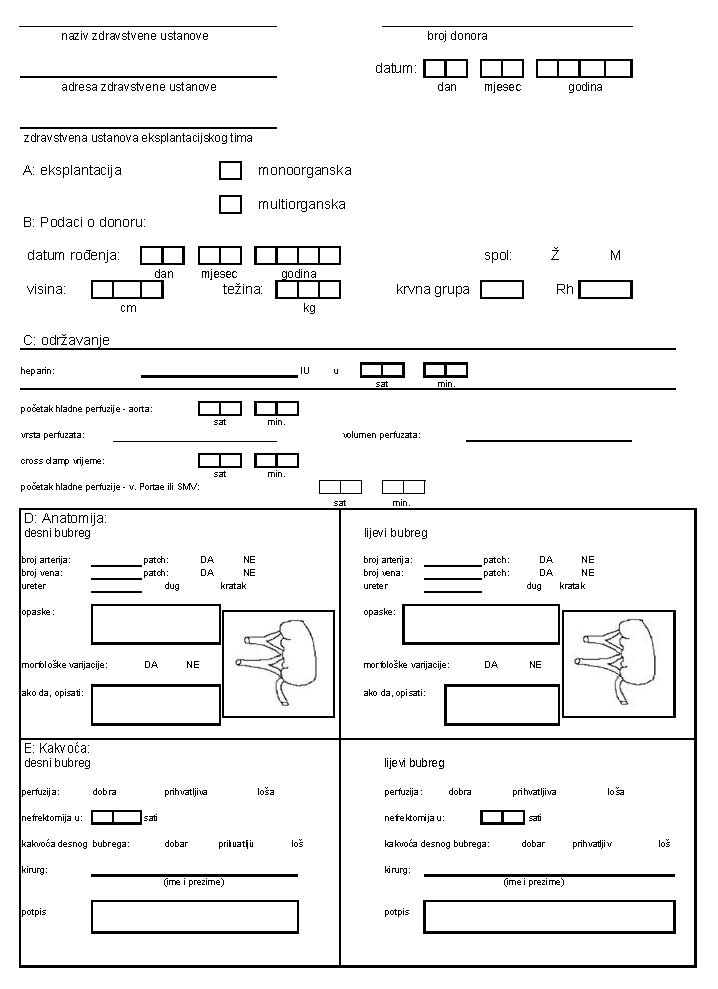 naziv zdravstvene ustanove broj donora
datum:
adresa zdravstvene ustanove dan mjesec godina
zdravstvena ustanova eksplantacijskog tima
A: eksplantacija monoorganska
multiorganska
B: Podaci o donoru:
datum rođenja: spol: Ž M
dan mjesec godina
visina: težina: krvna grupa Rh
cm kg
C: održavanje
heparin: IU u
sat min.
početak hladne perfuzije - aorta:
sat min.
vrsta perfuzata: volumen perfuzata:
cross clamp vrijeme:
sat min.
početak hladne perfuzije - v. Portae ili SMV:
sat min.
D: Anatomija:
desni bubreg lijevi bubreg
broj arterija: patch: DA NE broj arterija: patch: DA NE
broj vena: patch: DA NE broj vena: patch: DA NE
ureter dug kratak ureter dug kratak
opaske: opaske:
morfološke varijacije: DA NE morfološke varijacije: DA NE
ako da, opisati: ako da, opisati:
E: Kakvoća:
desni bubreg lijevi bubreg
perfuzija: dobra prihvatljiva loša perfuzija: dobra prihvatljiva loša
nefrektomija u: sati nefrektomija u: sati
kakvoća desnog bubrega: dobar loš kakvoća desnog bubrega: dobar prihvatljiv loš
kirurg: kirurg:
(ime i prezime) (ime i prezime)
potpis potpis